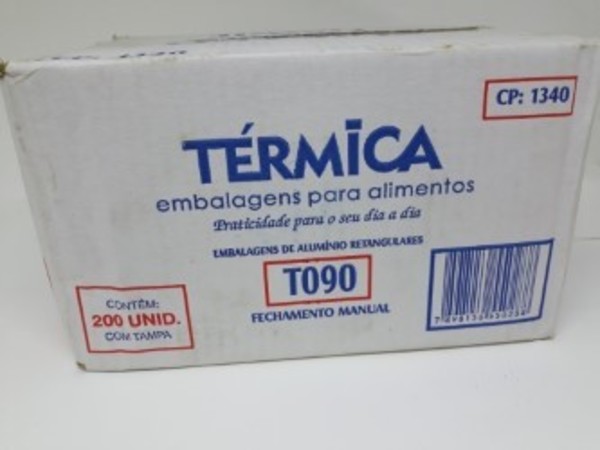 CP: 1340
TÉRMICA
embalagens para alimentos
Praticidade para o seu dia a dia
EMBALAGENS DE ALUMÍNIO RETANGULARES
T090
FECHAMENTO MANUAL
CONTÉM:
200 UNID.
COM TAMPA